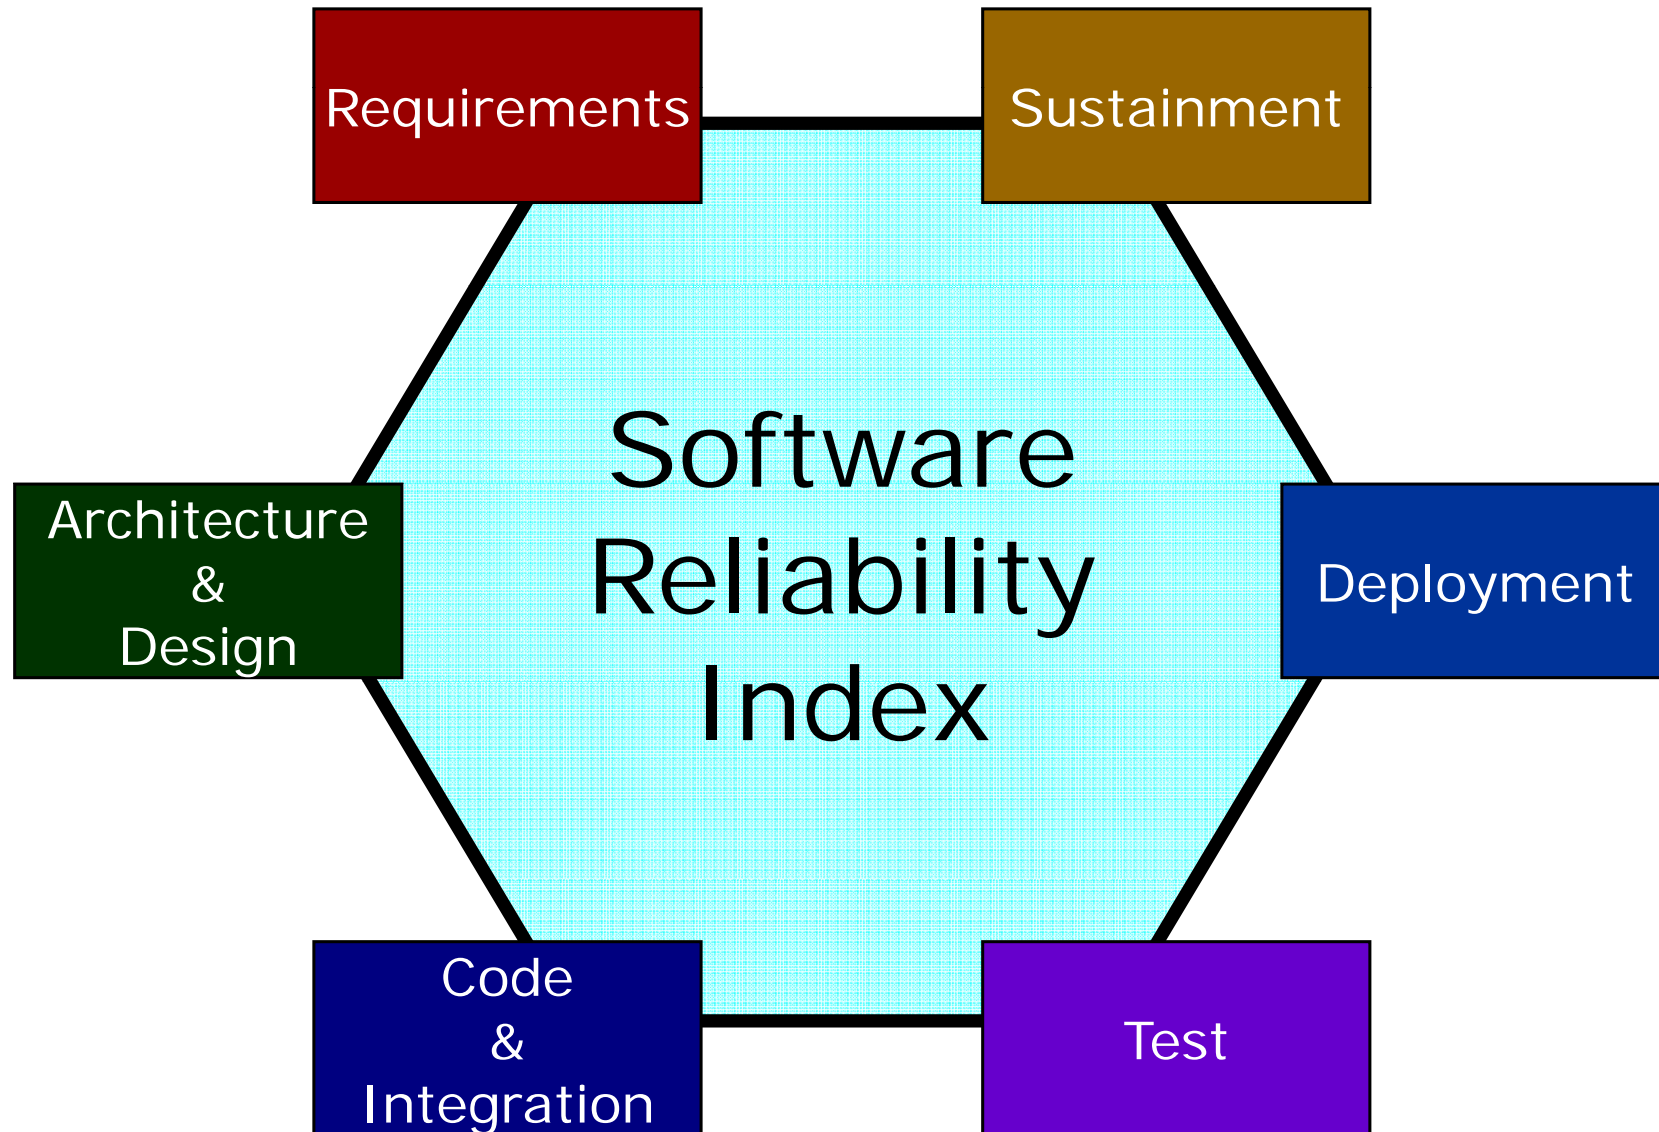 Requirements
Sustainment
Software
Reliability
Index
Architecture
&
Design
Deployment
Code
&
Integration
Test